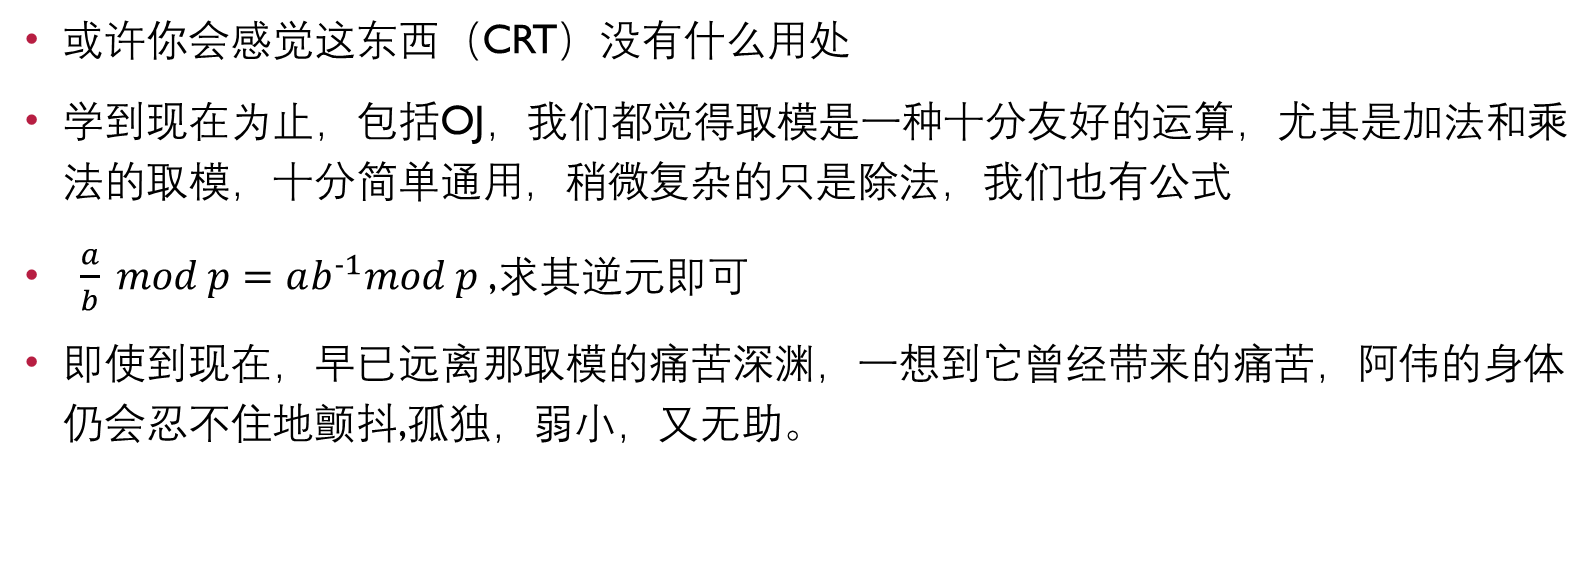 • 或许你会感觉这东西（CRT）没有什么用处
• 学到现在为止，包括OJ，我们都觉得取模是一种十分友好的运算，尤其是加法和乘
法的取模，十分简单通用，稍微复杂的只是除法，我们也有公式
• a/b mod p = ab⁻¹mod p ,求其逆元即可
• 即使到现在，早已远离那取模的痛苦深渊，一想到它曾经带来的痛苦，阿伟的身体
仍会忍不住地颤抖,孤独，弱小，又无助。